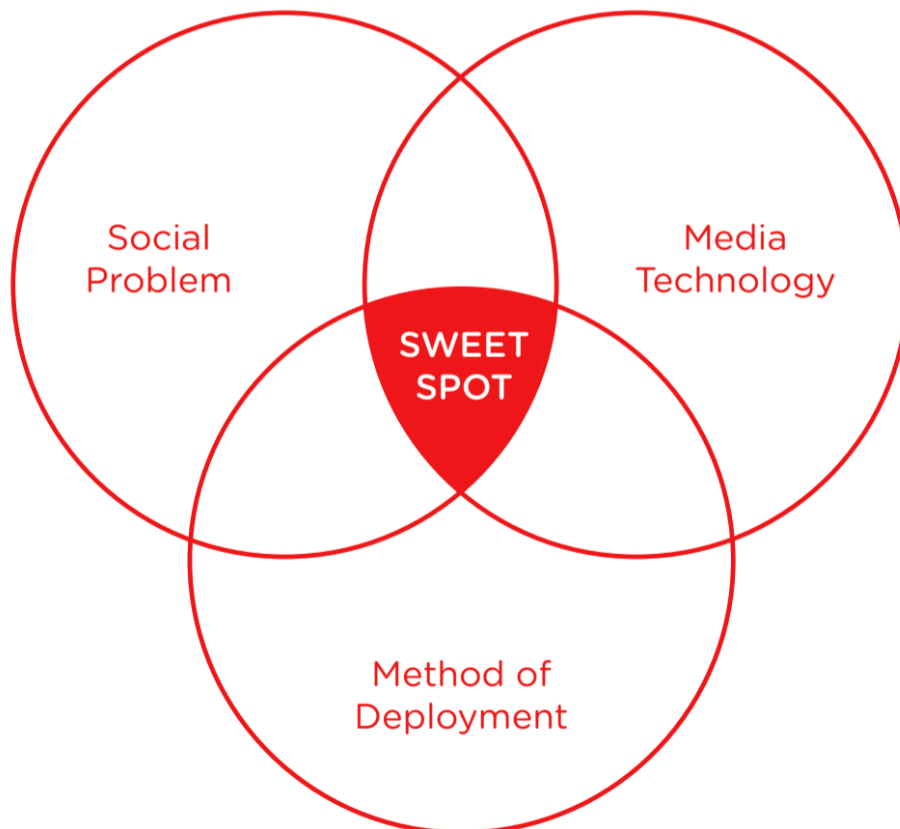 Social
Problem
Media
Technology
SWEET
SPOT
Method of
Deployment